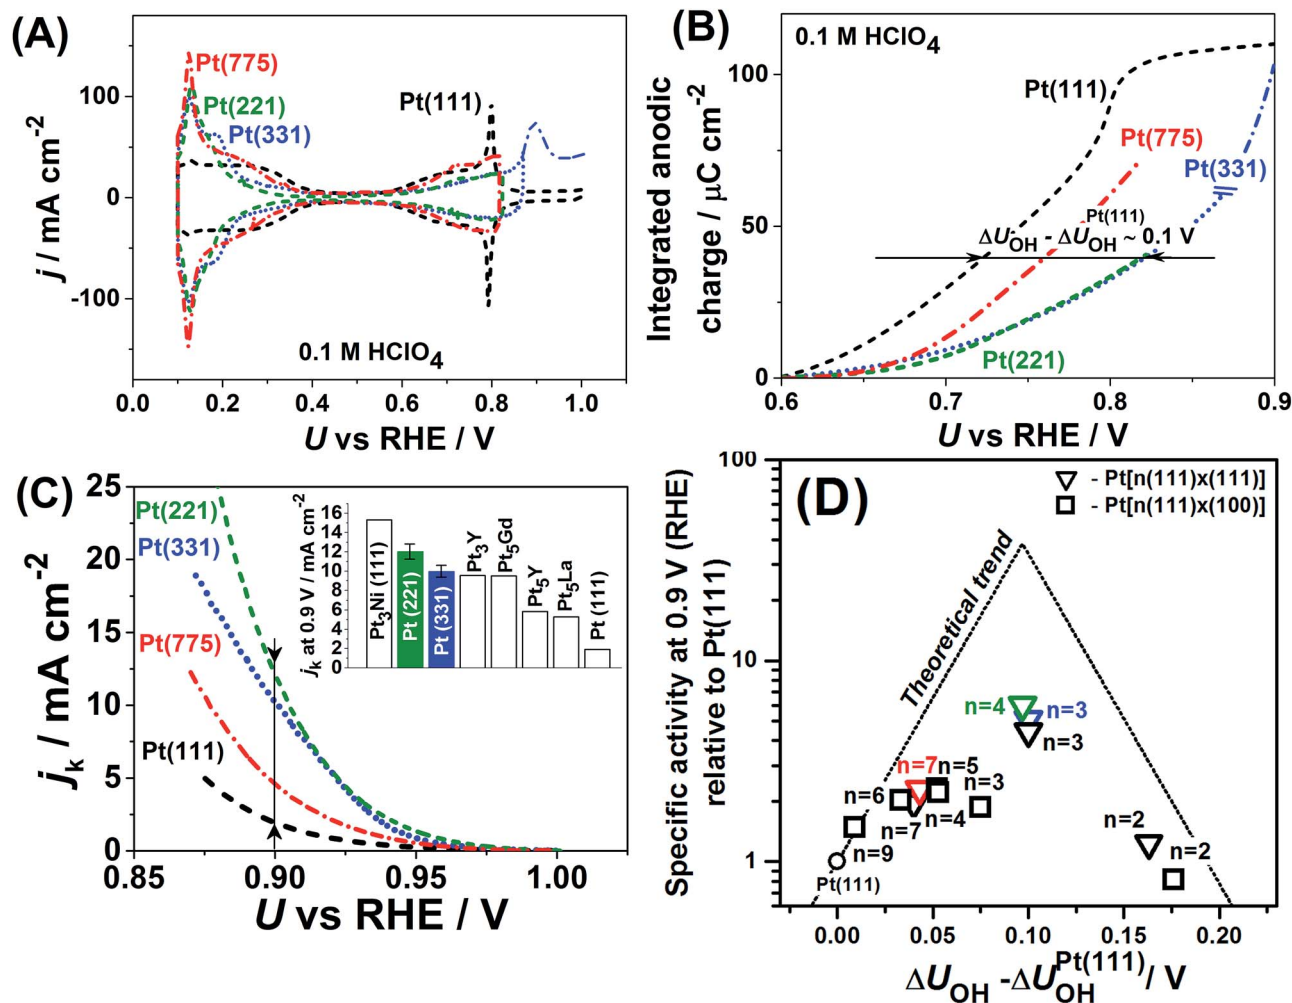 (A)
Pt(775)
Pt(221)
Pt(331)
Pt(111)
0.1 M HClO4
100
0
-100
0.0 0.2 0.4 0.6 0.8 1.0
j / mA cm-2
U vs RHE / V
(B)
0.1 M HClO4
Pt(111)
Pt(775)
Pt(331)
ΔUOH - ΔUOH Pt(111) ~ 0.1 V
Pt(221)
100
50
0
0.6 0.7 0.8 0.9
Integrated anodic
charge / μC cm-2
U vs RHE / V
(C)
25
20
15
10
5
0
Pt(221)
Pt(331)
Pt(775)
Pt(111)
jk at 0.9 V / mA cm-2
16
14
12
10
8
6
4
2
0
Pt3Ni (111)
Pt (221)
Pt (331)
Pt3Y
Pt5Gd
Pt5Y
Pt5La
Pt (111)
0.85 0.90 0.95 1.00
jk / mA cm-2
U vs RHE / V
(D)
- Pt[n(111)x(111)]
- Pt[n(111)x(100)]
Theoretical trend
100
10
1
n=4
n=3
n=3
n=7
n=5
n=3
n=6
n=7
n=4
n=9
n=2
n=2
Pt(111)
0.00 0.05 0.10 0.15 0.20
Specific activity at 0.9 V (RHE)
relative to Pt(111)
ΔUOH -ΔUOH Pt(111)/ V